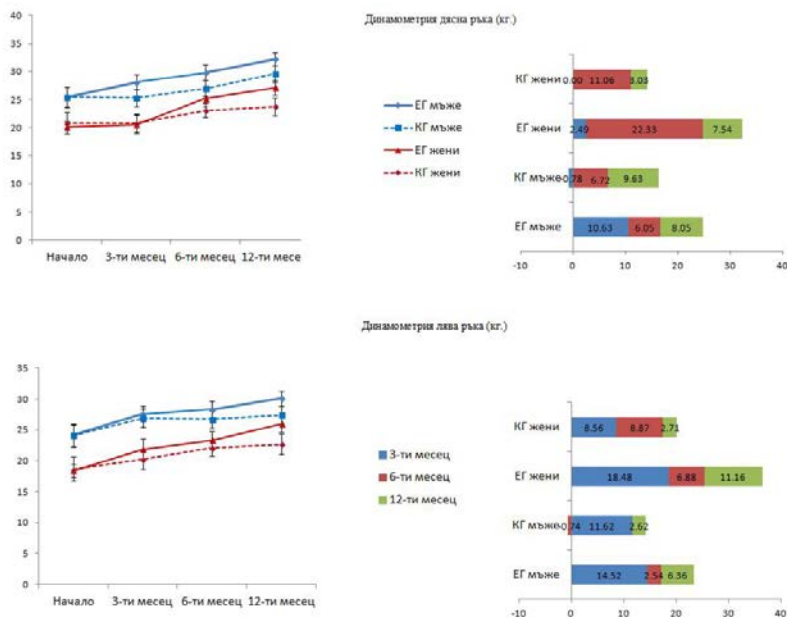 Динамометрия дясна ръка (кг.)
40
35
30
25
20
15
10
5
0
Начало 3-ти месец 6-ти месец 12-ти месе
ЕГ мъже
КГ мъже
ЕГ жени
КГ жени
КГ жени 0.00 11.06 3.03
ЕГ жени 2.49 22.33 7.54
КГ мъже -0.78 6.72 9.63
ЕГ мъже 10.63 6.05 8.05
-10 0 10 20 30 40
Динамометрия лява ръка (кг.)
35
30
25
20
15
10
5
0
Начало 3-ти месец 6-ти месец 12-ти месец
3-ти месец
6-ти месец
12-ти месец
КГ жени 8.56 8.87 2.71
ЕГ жени 18.48 6.88 11.16
КГ мъже -0.74 11.62 2.62
ЕГ мъже 14.52 2.54 6.36
-10 0 10 20 30 40